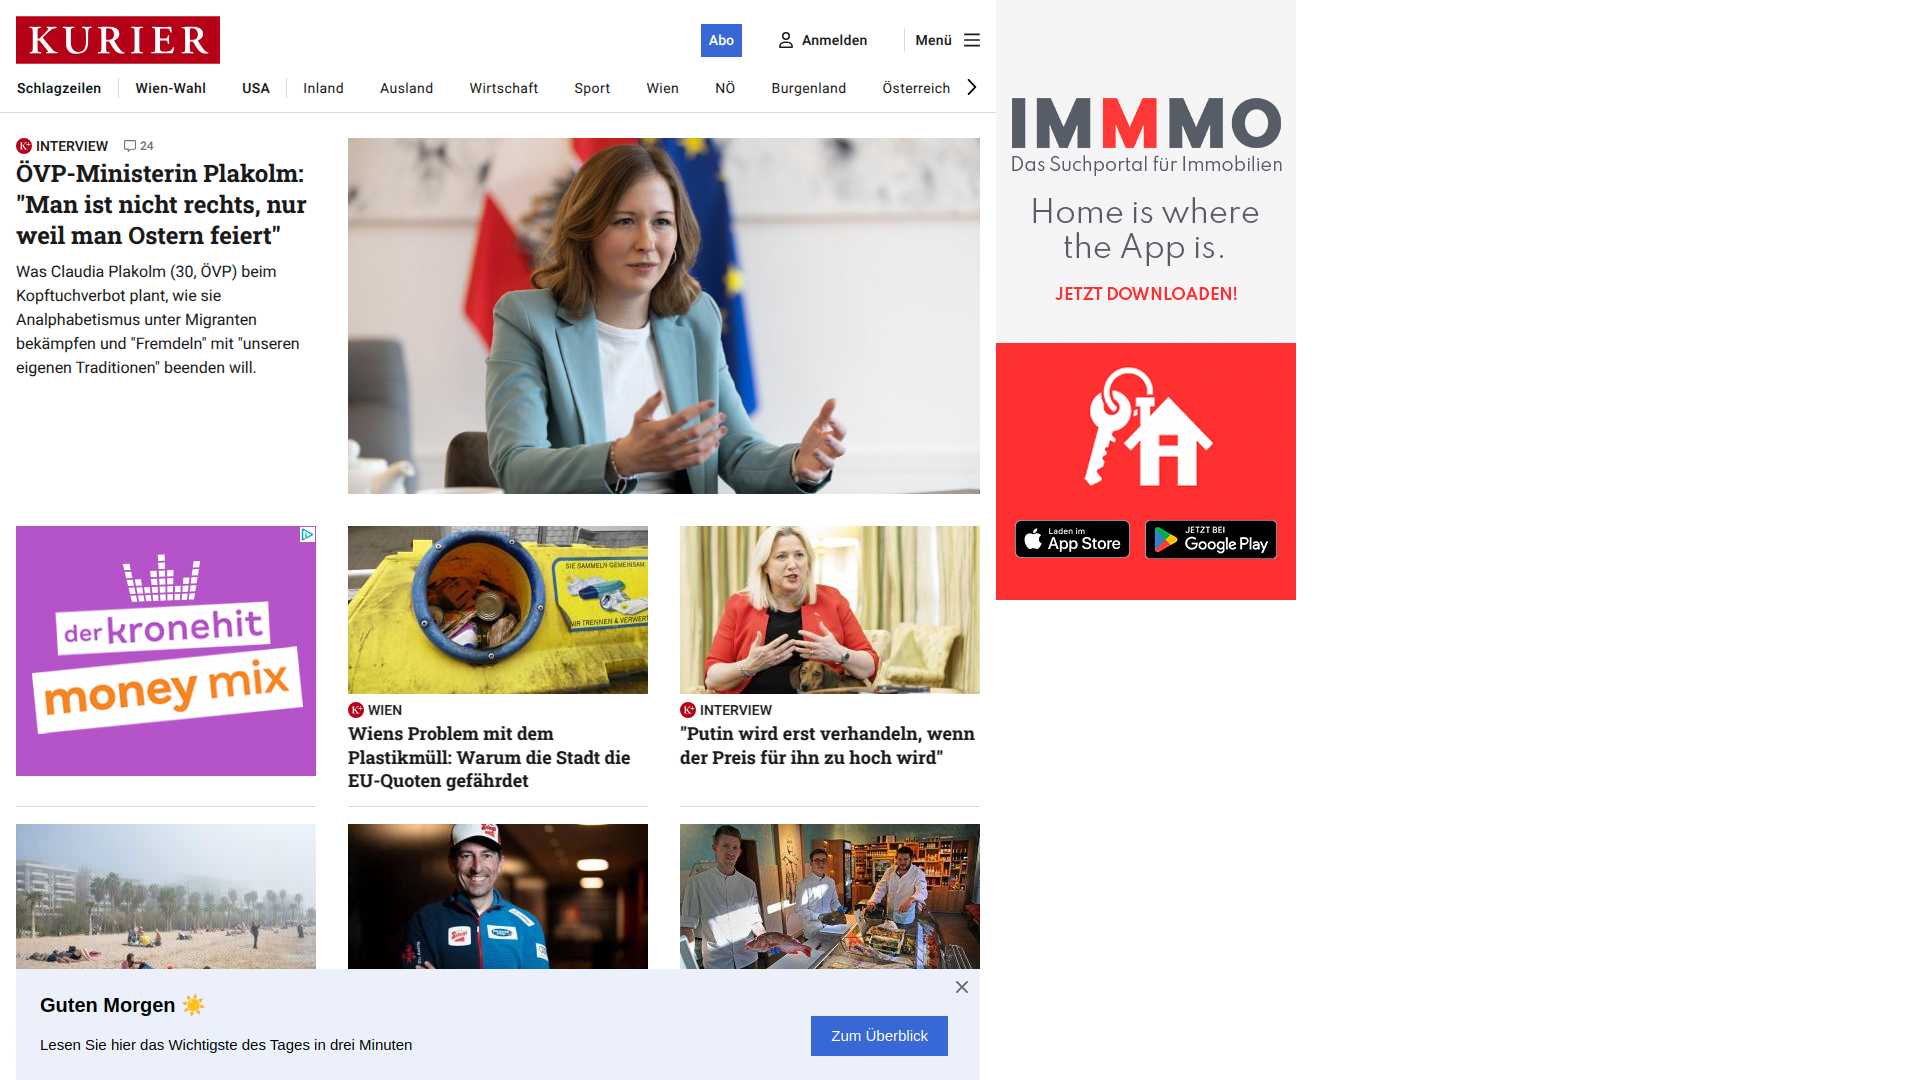 KURIER
Abo
Anmelden
Menü
Schlagzeilen
Wien-Wahl
USA
Inland
Ausland
Wirtschaft
Sport
Wien
NÖ
Burgenland
Österreich
K+ INTERVIEW 24
ÖVP-Ministerin Plakolm:
"Man ist nicht rechts, nur
weil man Ostern feiert"
Was Claudia Plakolm (30, ÖVP) beim
Kopftuchverbot plant, wie sie
Analphabetismus unter Migranten
bekämpfen und "Fremdeln" mit "unseren
eigenen Traditionen" beenden will.
IMMMO
Das Suchportal für Immobilien
Home is where
the App is.
JETZT DOWNLOADEN!
Laden im
App Store
JETZT BEI
Google Play
der kronehit
money mix
SIE SAMMELN GEMEINSAM
WIR TRENNEN & VERWERT
K+ WIEN
Wiens Problem mit dem
Plastikmüll: Warum die Stadt die
EU-Quoten gefährdet
K+ INTERVIEW
"Putin wird erst verhandeln, wenn
der Preis für ihn zu hoch wird"
Guten Morgen ☀️
Lesen Sie hier das Wichtigste des Tages in drei Minuten
Zum Überblick